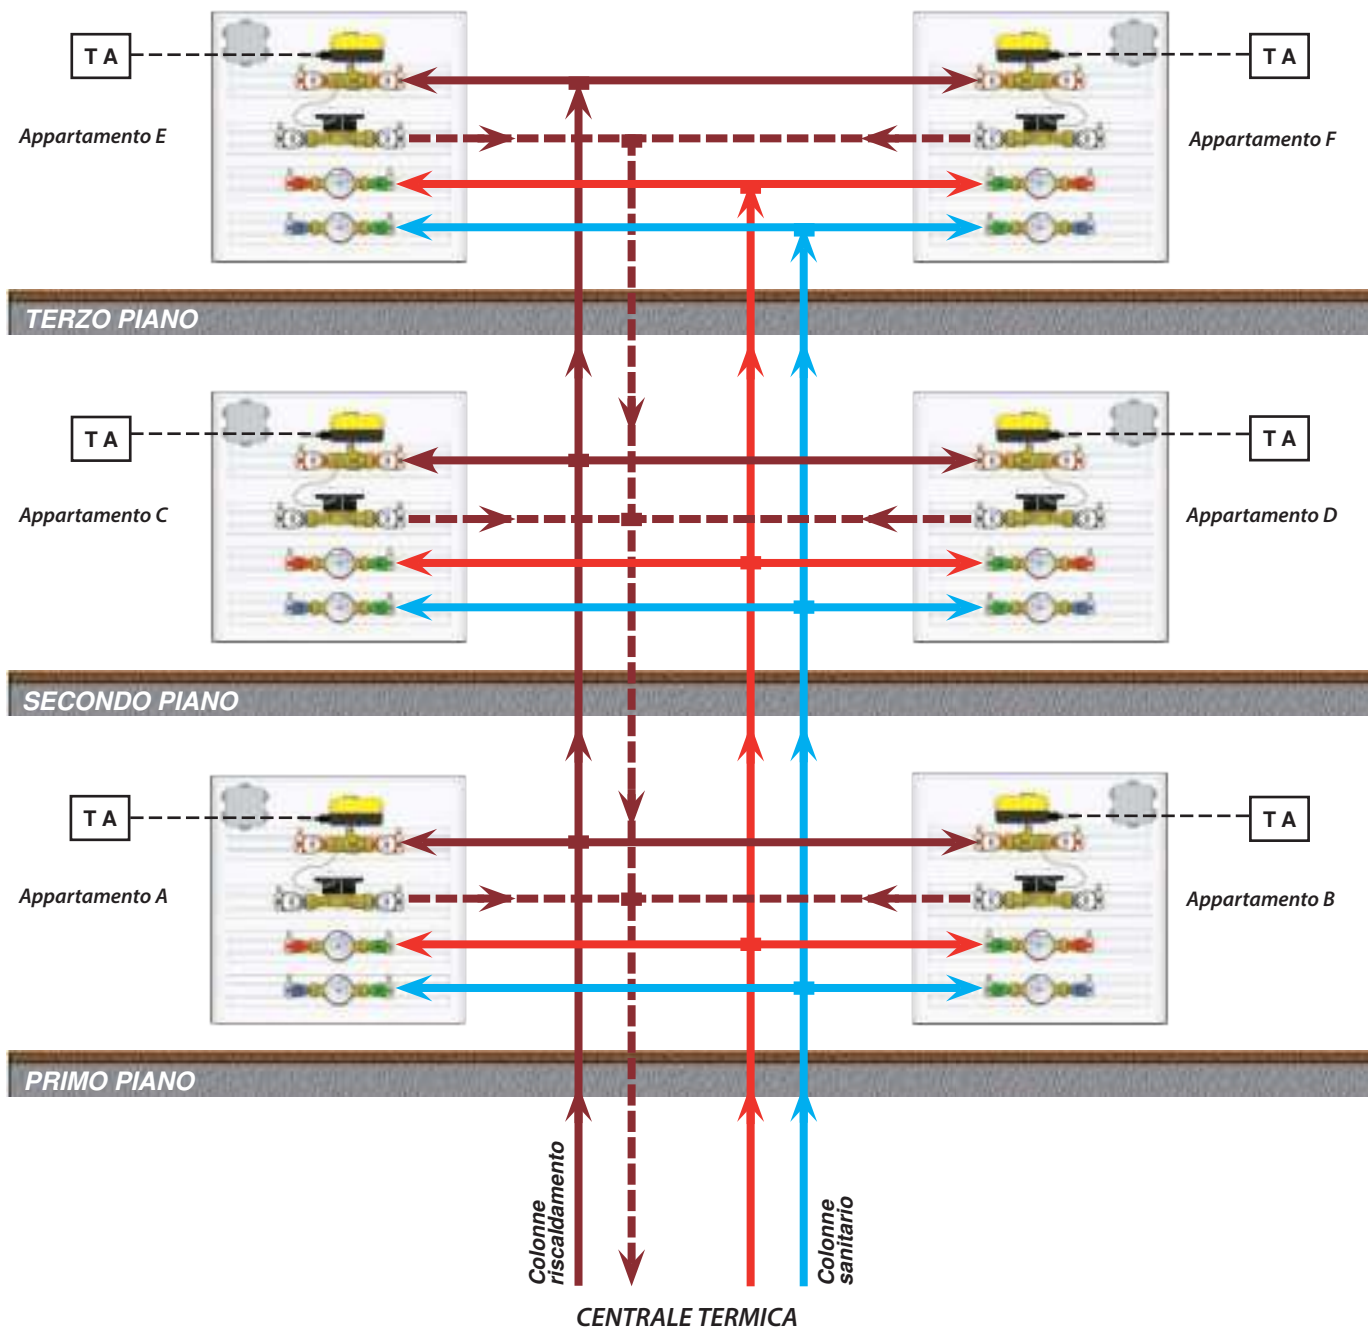 T A
T A
Appartamento E
Appartamento F
TERZO PIANO
T A
T A
Appartamento C
Appartamento D
SECONDO PIANO
T A
T A
Appartamento A
Appartamento B
PRIMO PIANO
Colonne
riscaldamento
Colonne
sanitario
CENTRALE TERMICA